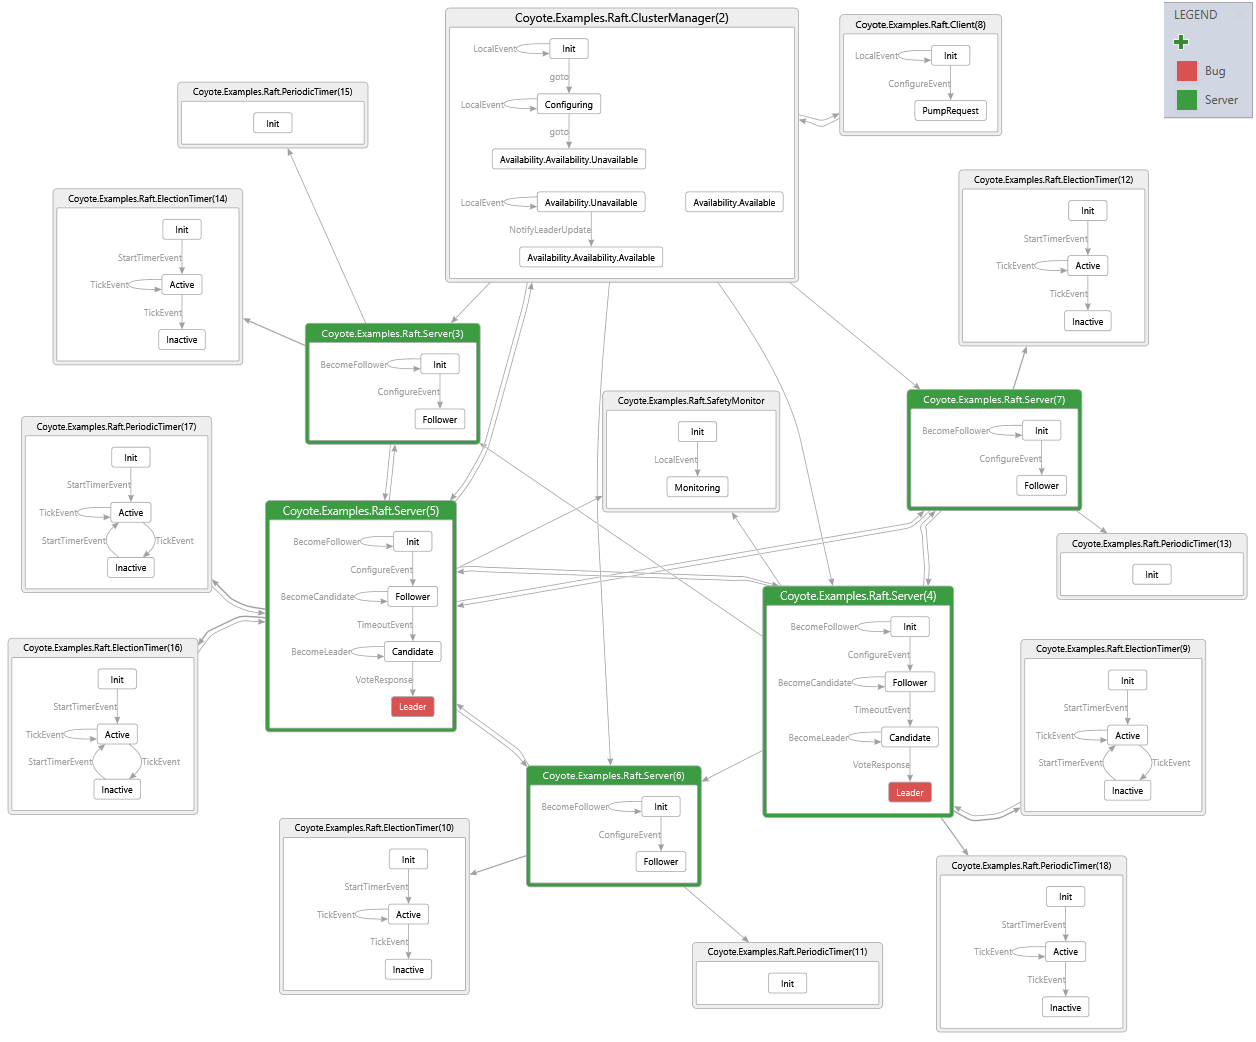 Coyote.Examples.Raft.ClusterManager(2)
LocalEvent
Init
goto
LocalEvent
Configuring
goto
Availability.Availability.Unavailable
LocalEvent
Availability.Unavailable
Availability.Available
NotifyLeaderUpdate
Availability.Availability.Available
Coyote.Examples.Raft.Client(8)
LocalEvent
Init
ConfigureEvent
PumpRequest
LEGEND
Bug
Server
Coyote.Examples.Raft.PeriodicTimer(15)
Init
Coyote.Examples.Raft.ElectionTimer(14)
Init
StartTimerEvent
TickEvent
Active
TickEvent
Inactive
Coyote.Examples.Raft.ElectionTimer(12)
Init
StartTimerEvent
TickEvent
Active
TickEvent
Inactive
Coyote.Examples.Raft.Server(3)
BecomeFollower
Init
ConfigureEvent
Follower
Coyote.Examples.Raft.SafetyMonitor
Init
LocalEvent
Monitoring
Coyote.Examples.Raft.Server(7)
BecomeFollower
Init
ConfigureEvent
Follower
Coyote.Examples.Raft.PeriodicTimer(17)
Init
StartTimerEvent
TickEvent
Active
StartTimerEvent
TickEvent
Inactive
Coyote.Examples.Raft.Server(5)
BecomeFollower
Init
ConfigureEvent
BecomeCandidate
Follower
TimeoutEvent
BecomeLeader
Candidate
VoteResponse
Leader
Coyote.Examples.Raft.PeriodicTimer(13)
Init
Coyote.Examples.Raft.Server(4)
BecomeFollower
Init
ConfigureEvent
BecomeCandidate
Follower
TimeoutEvent
BecomeLeader
Candidate
VoteResponse
Leader
Coyote.Examples.Raft.ElectionTimer(16)
Init
StartTimerEvent
TickEvent
Active
StartTimerEvent
TickEvent
Inactive
Coyote.Examples.Raft.ElectionTimer(9)
Init
StartTimerEvent
TickEvent
Active
StartTimerEvent
TickEvent
Inactive
Coyote.Examples.Raft.Server(6)
BecomeFollower
Init
ConfigureEvent
Follower
Coyote.Examples.Raft.ElectionTimer(10)
Init
StartTimerEvent
TickEvent
Active
TickEvent
Inactive
Coyote.Examples.Raft.PeriodicTimer(18)
Init
StartTimerEvent
TickEvent
Active
TickEvent
Inactive
Coyote.Examples.Raft.PeriodicTimer(11)
Init